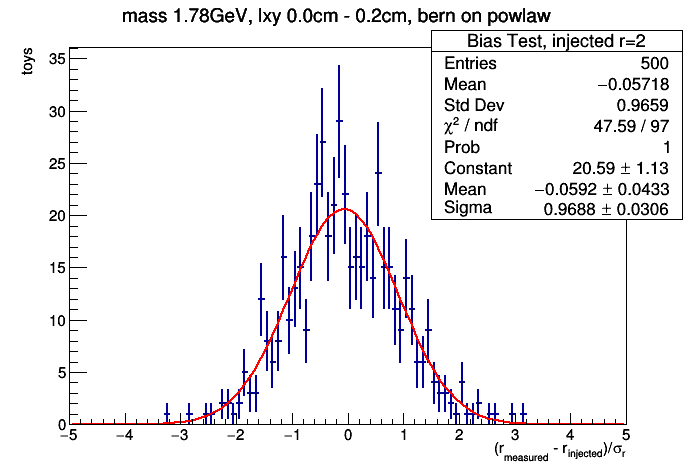 mass 1.78GeV, lxy 0.0cm - 0.2cm, bern on powlaw
Bias Test, injected r=2
Entries 500
Mean −0.05718
Std Dev 0.9659
χ² / ndf 47.59 / 97
Prob 1
Constant 20.59 ± 1.13
Mean −0.0592 ± 0.0433
Sigma 0.9688 ± 0.0306
toys
35
30
25
20
15
10
5
0
−5 −4 −3 −2 −1 0 1 2 3 4 5
(r_measured - r_injected)/σ_r